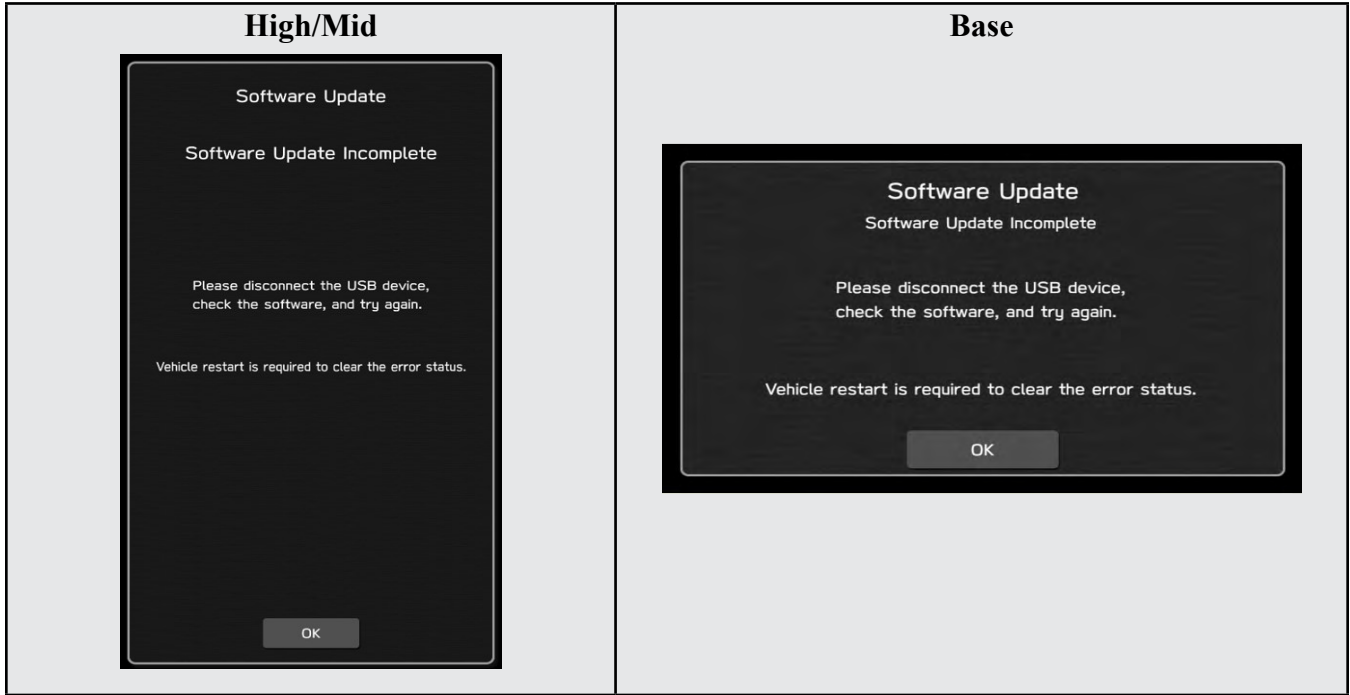 High/Mid
Software Update
Software Update Incomplete
Please disconnect the USB device,
check the software, and try again.
Vehicle restart is required to clear the error status.
OK
Base
Software Update
Software Update Incomplete
Please disconnect the USB device,
check the software, and try again.
Vehicle restart is required to clear the error status.
OK